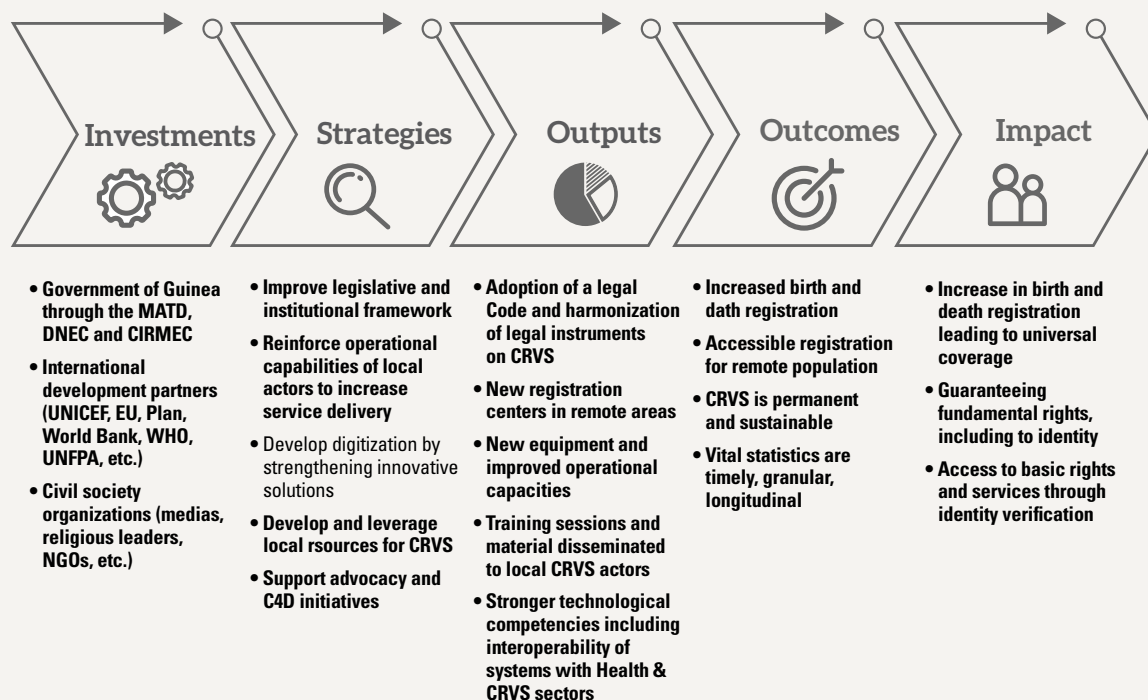 Investments
Strategies
Outputs
Outcomes
Impact
• Government of Guinea
through the MATD,
DNEC and CIRMEC
• International
development partners
(UNICEF, EU, Plan,
World Bank, WHO,
UNFPA, etc.)
• Civil society
organizations (medias,
religious leaders,
NGOs, etc.)
• Improve legislative and
institutional framework
• Reinforce operational
capabilities of local
actors to increase
service delivery
• Develop digitization by
strengthening innovative
solutions
• Develop and leverage
local rsources for CRVS
• Support advocacy and
C4D initiatives
• Adoption of a legal
Code and harmonization
of legal instruments
on CRVS
• New registration
centers in remote areas
• New equipment and
improved operational
capacities
• Training sessions and
material disseminated
to local CRVS actors
• Stronger technological
competencies including
interoperability of
systems with Health &
CRVS sectors
• Increased birth and
dath registration
• Accessible registration
for remote population
• CRVS is permanent
and sustainable
• Vital statistics are
timely, granular,
longitudinal
• Increase in birth and
death registration
leading to universal
coverage
• Guaranteeing
fundamental rights,
including to identity
• Access to basic rights
and services through
identity verification